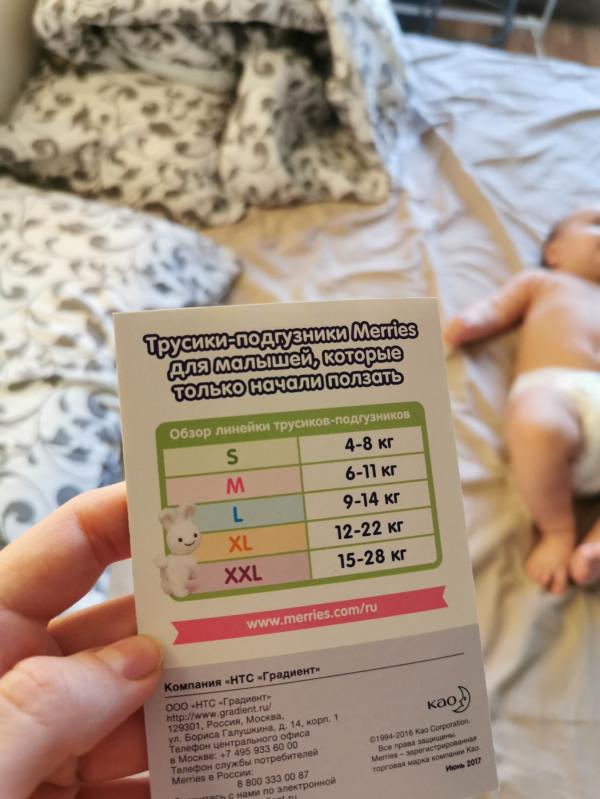 Трусики-подгузники Merries
для малышей, которые
только начали ползать
Обзор линейки трусиков-подгузников
S 4-8 кг
M 6-11 кг
L 9-14 кг
XL 12-22 кг
XXL 15-28 кг
www.merries.com/ru
Компания «НТС «Градиент»
ООО «НТС «Градиент»
http://www.gradient.ru/
129301, Россия, Москва,
ул. Бориса Галушкина, д. 14, корп. 1
Телефон центрального офиса
в Москве: +7 495 933 60 00
Телефон службы потребителей
Merries в России:
8 800 333 00 87
с нами по электронной
Kao
©1994-2016 Kao Corporation.
Все права защищены.
Merries – зарегистрированная
торговая марка компании Kao.
Июнь 2017